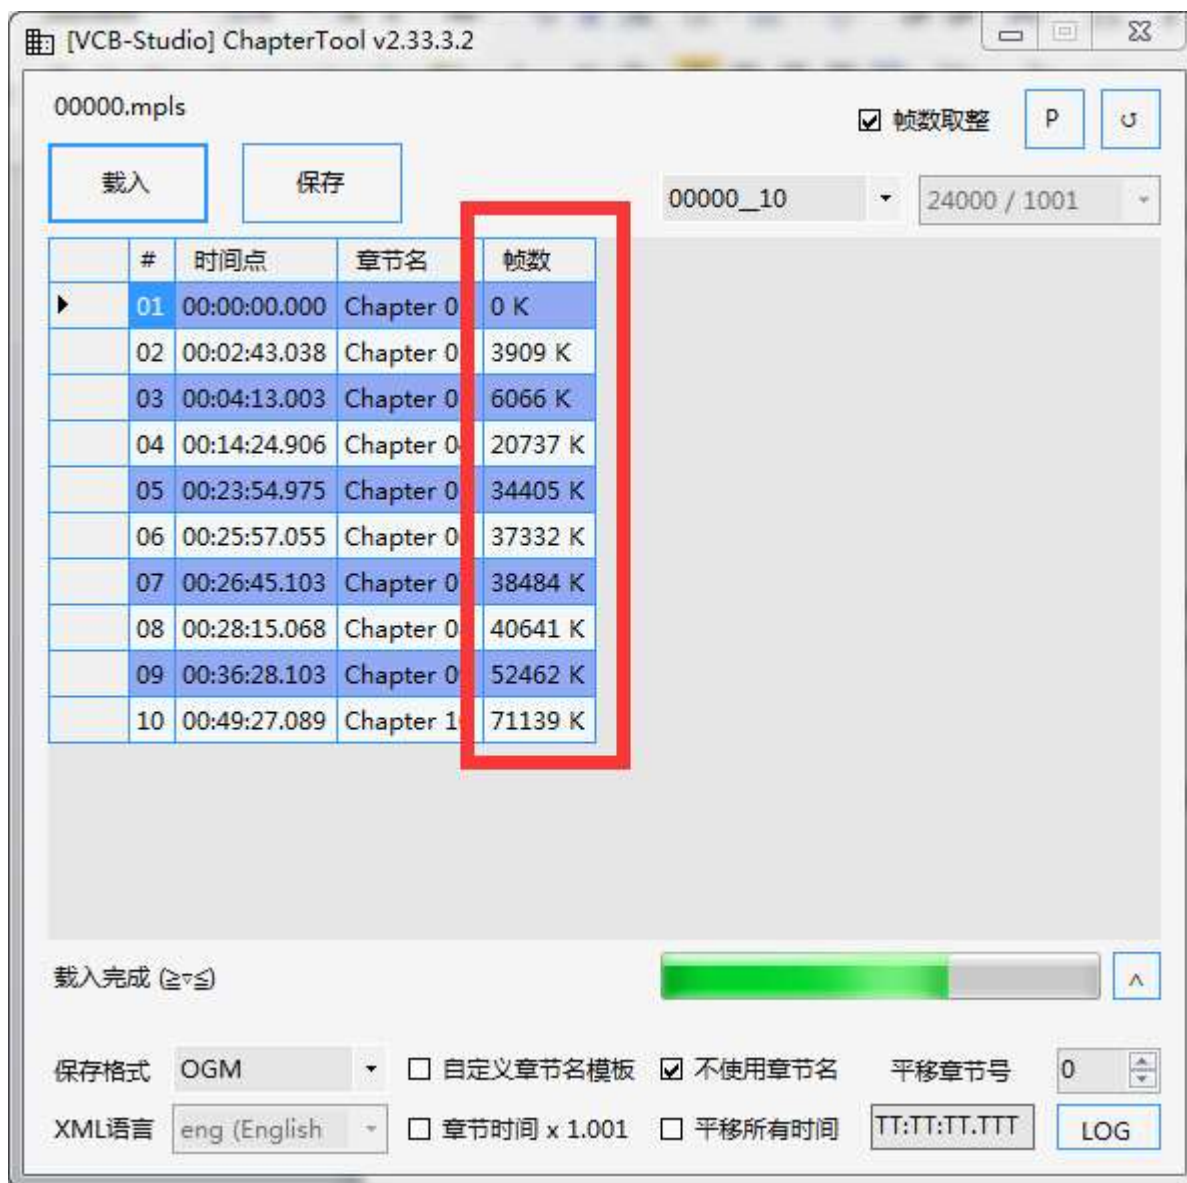 [VCB-Studio] ChapterTool v2.33.3.2
00000.mpls
帧数取整 P ↺
载入 保存
00000__10 24000 / 1001
# 时间点 章节名 帧数
01 00:00:00.000 Chapter 0 0 K
02 00:02:43.038 Chapter 0 3909 K
03 00:04:13.003 Chapter 0 6066 K
04 00:14:24.906 Chapter 0 20737 K
05 00:23:54.975 Chapter 0 34405 K
06 00:25:57.055 Chapter 0 37332 K
07 00:26:45.103 Chapter 0 38484 K
08 00:28:15.068 Chapter 0 40641 K
09 00:36:28.103 Chapter 0 52462 K
10 00:49:27.089 Chapter 1 71139 K
载入完成 (≧▽≦)
^
保存格式 OGM 自定义章节名模板 不使用章节名 平移章节号 0
XML语言 eng (English 章节时间 x 1.001 平移所有时间 TT:TT:TT.TTT LOG